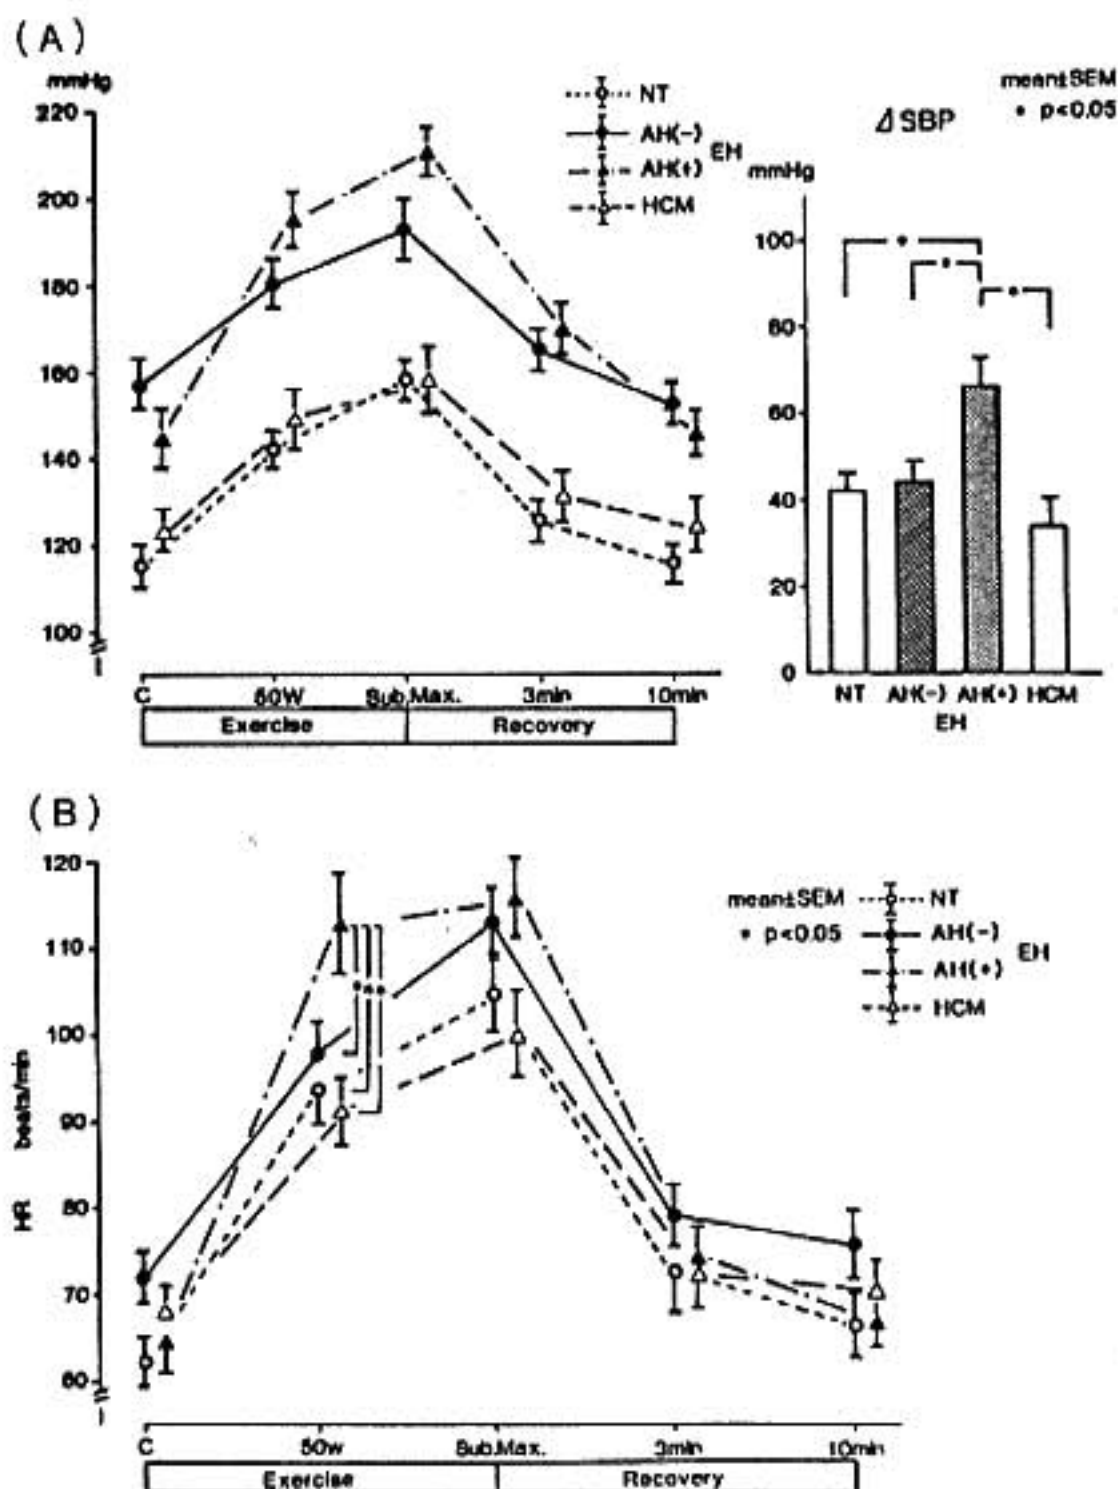 (A)
mmHg
220
200
180
160
140
120
100
NT
AH(-)
EH
AH(+)
HCM
C 50W Sub.Max. 3min 10min
Exercise Recovery
mean±SEM
• p<0.05
⊿SBP
mmHg
100
80
60
40
20
0
NT AH(-) AH(+) HCM
EH
(B)
120
110
100
90
80
70
60
HR beats/min
mean±SEM
* p<0.05
NT
AH(-)
EH
AH(+)
HCM
C 50w Sub.Max. 3min 10min
Exercise Recovery